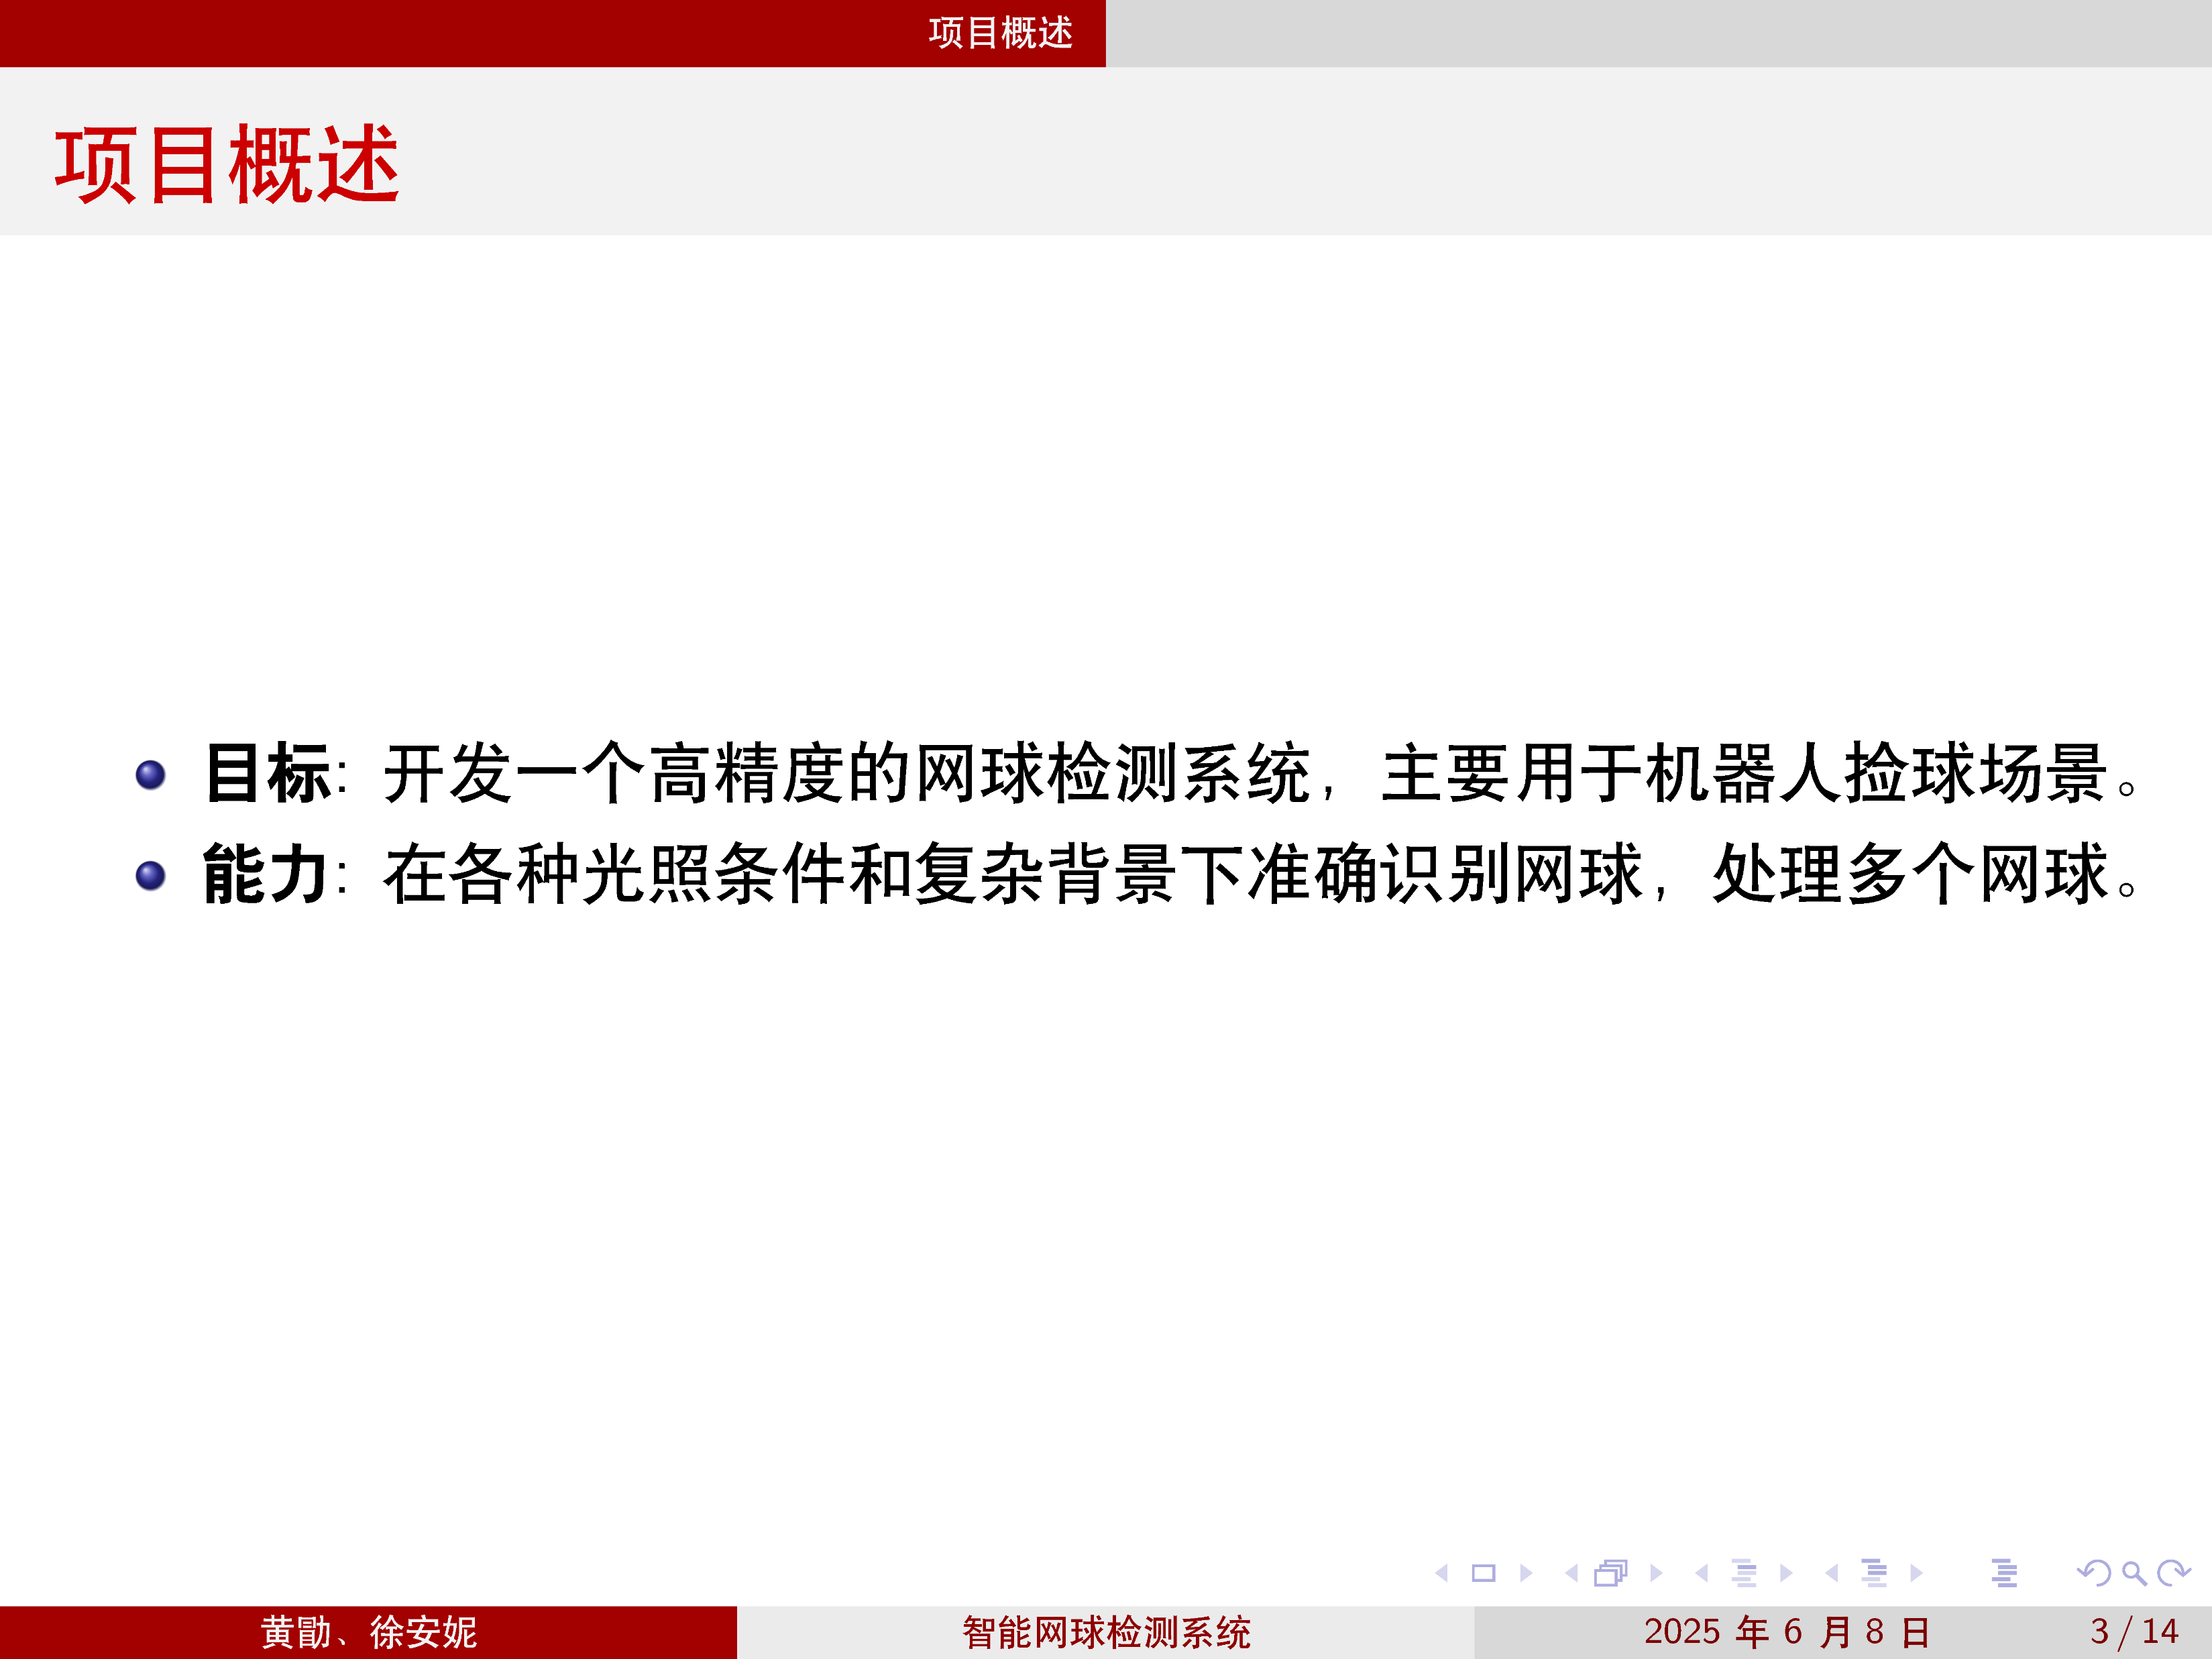 项目概述
项目概述
目标: 开发一个高精度的网球检测系统，主要用于机器人捡球场景。
能力: 在各种光照条件和复杂背景下准确识别网球，处理多个网球。
黄勖、徐安妮 智能网球检测系统 2025 年 6 月 8 日 3 / 14